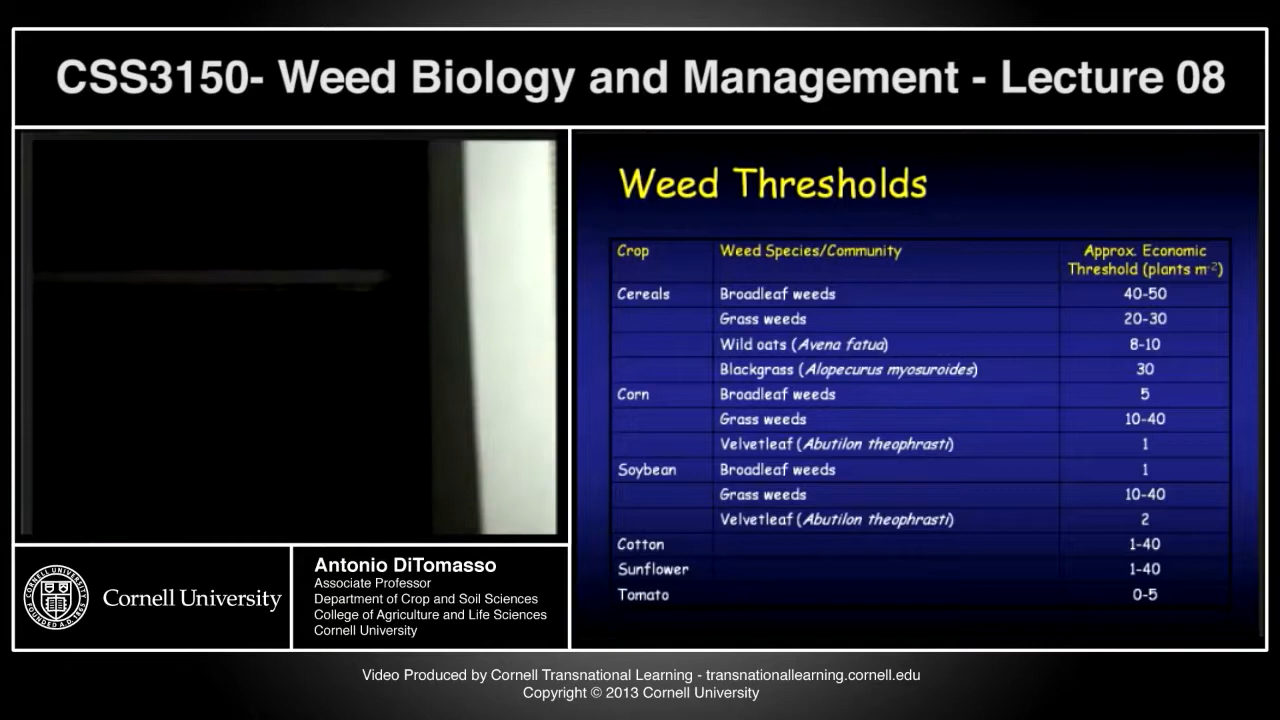 CSS3150- Weed Biology and Management - Lecture 08
Weed Thresholds
Crop Weed Species/Community Approx. Economic Threshold (plants m-2)
Cereals Broadleaf weeds 40-50
Grass weeds 20-30
Wild oats (Avena fatua) 8-10
Blackgrass (Alopecurus myosuroides) 30
Corn Broadleaf weeds 5
Grass weeds 10-40
Velvetleaf (Abutilon theophrasti) 1
Soybean Broadleaf weeds 1
Grass weeds 10-40
Velvetleaf (Abutilon theophrasti) 2
Cotton 1-40
Sunflower 1-40
Tomato 0-5
Cornell University
Antonio DiTomasso
Associate Professor
Department of Crop and Soil Sciences
College of Agriculture and Life Sciences
Cornell University
Video Produced by Cornell Transnational Learning - transnationallearning.cornell.edu
Copyright © 2013 Cornell University